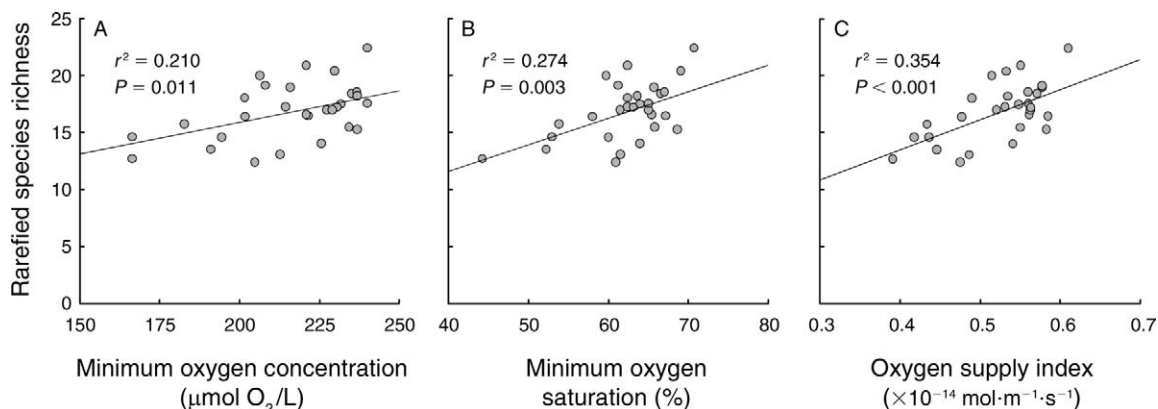 Rarefied species richness
25
20
15
10
5
0
A
r² = 0.210
P = 0.011
150 175 200 225 250
Minimum oxygen concentration
(μmol O₂/L)
B
r² = 0.274
P = 0.003
40 50 60 70 80
Minimum oxygen
saturation (%)
C
r² = 0.354
P < 0.001
0.3 0.4 0.5 0.6 0.7
Oxygen supply index
(×10⁻¹⁴ mol·m⁻¹·s⁻¹)